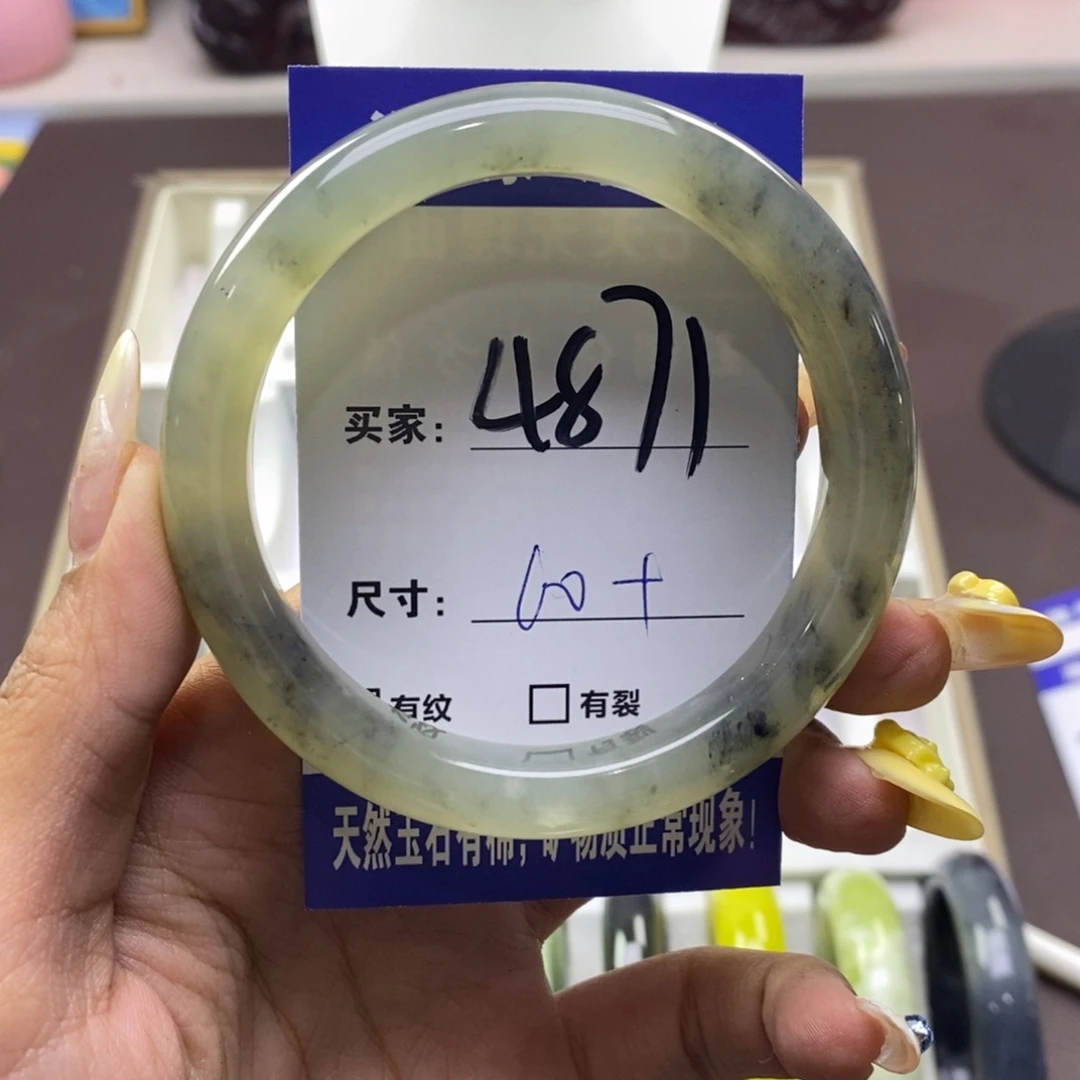 买家: 4871
尺寸: 60+
有纹 □有裂
天然玉石有棉, 矿物质正常现象!